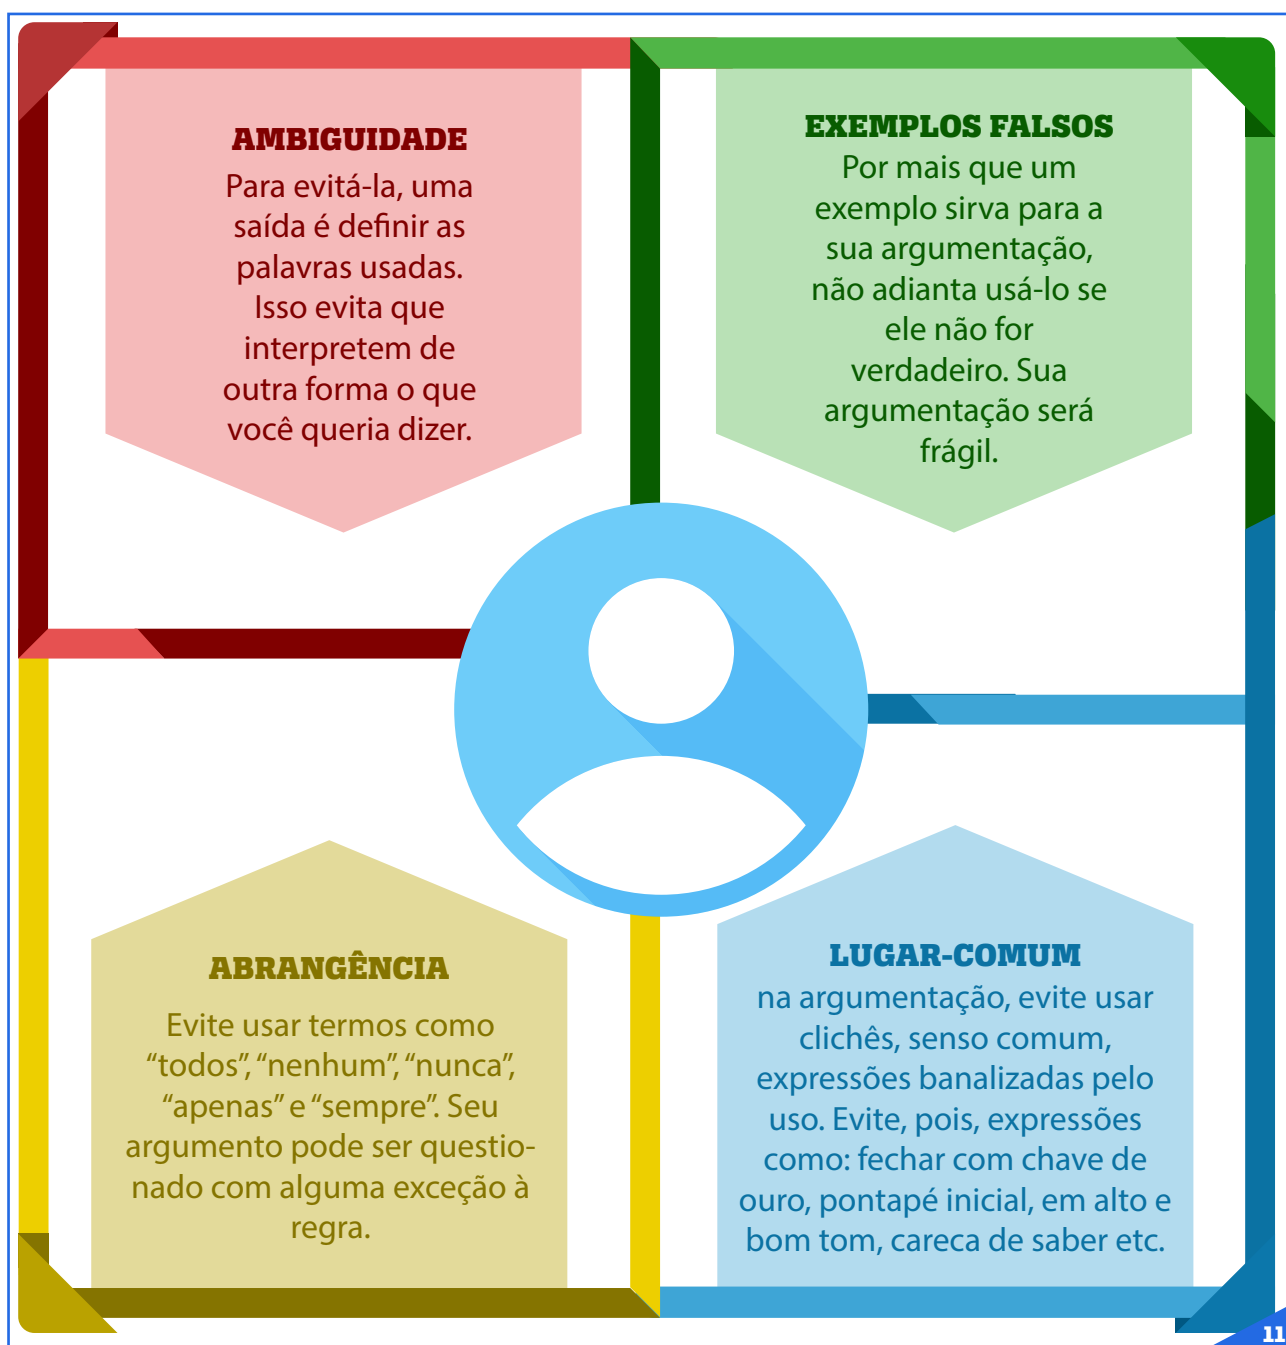 AMBIGUIDADE
Para evitá-la, uma
saída é definir as
palavras usadas.
Isso evita que
interpretem de
outra forma o que
você queria dizer.
EXEMPLOS FALSOS
Por mais que um
exemplo sirva para a
sua argumentação,
não adianta usá-lo se
ele não for
verdadeiro. Sua
argumentação será
frágil.
ABRANGÊNCIA
Evite usar termos como
“todos”, “nenhum”, “nunca”,
“apenas” e “sempre”. Seu
argumento pode ser questio-
nado com alguma exceção à
regra.
LUGAR-COMUM
na argumentação, evite usar
clichês, senso comum,
expressões banalizadas pelo
uso. Evite, pois, expressões
como: fechar com chave de
ouro, pontapé inicial, em alto e
bom tom, careca de saber etc.
11